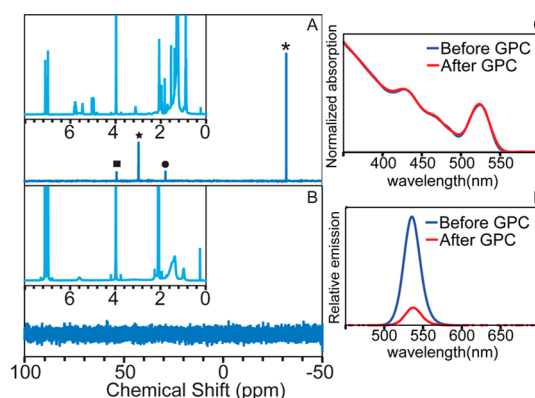 A
*
6 4 2 0
*
■
●
B
6 4 2 0
100 50 0 -50
Chemical Shift (ppm)
Normalized absorption
Before GPC
After GPC
400 450 500 550
wavelength(nm)
Relative emission
Before GPC
After GPC
500 550 600 650
wavelength(nm)